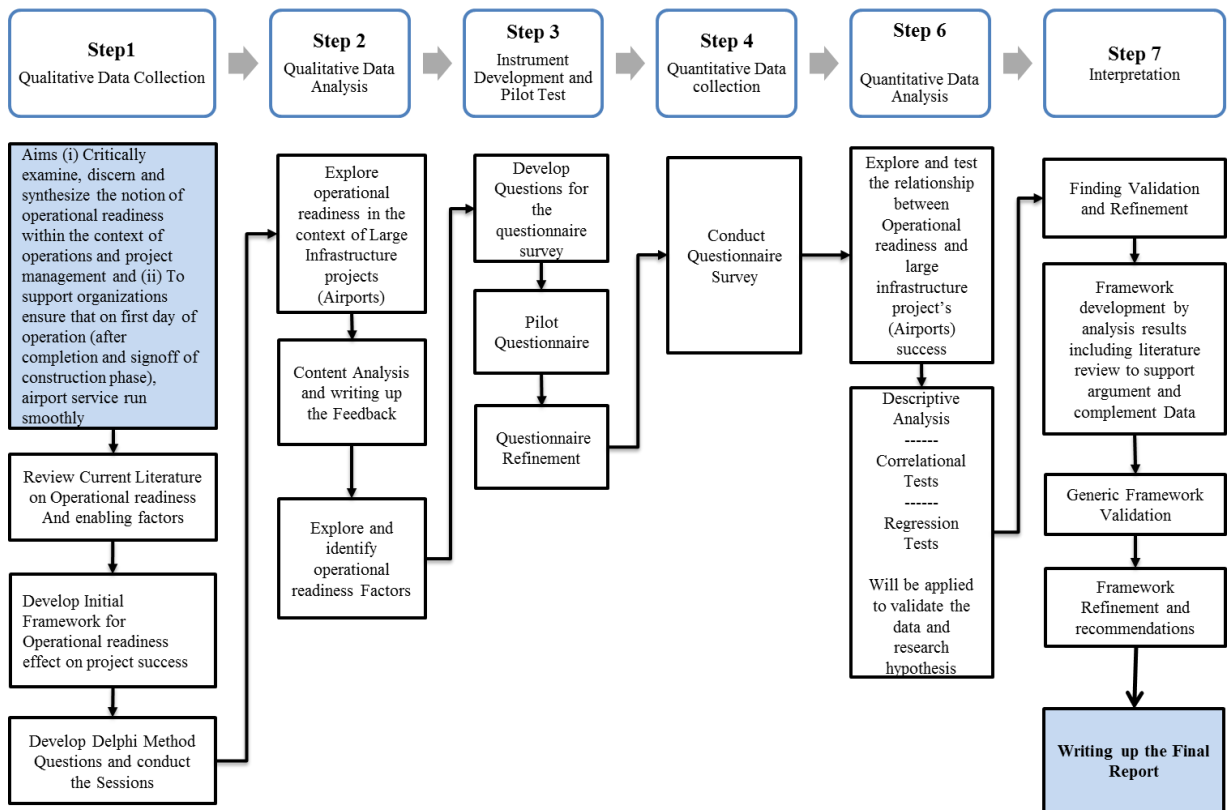 Step1
Qualitative Data Collection
Step 2
Qualitative Data
Analysis
Step 3
Instrument
Development and
Pilot Test
Step 4
Quantitative Data
collection
Step 6
Quantitative Data
Analysis
Step 7
Interpretation
Aims (i) Critically
examine, discern and
synthesize the notion of
operational readiness
within the context of
operations and project
management and (ii) To
support organizations
ensure that on first day of
operation (after
completion and signoff of
construction phase),
airport service run
smoothly
Review Current Literature
on Operational readiness
And enabling factors
Develop Initial
Framework for
Operational readiness
effect on project success
Develop Delphi Method
Questions and conduct
the Sessions
Explore
operational
readiness in the
context of Large
Infrastructure
projects
(Airports)
Content Analysis
and writing up
the Feedback
Explore and
identify
operational
readiness Factors
Develop
Questions for
the
questionnaire
survey
Pilot
Questionnaire
Questionnaire
Refinement
Conduct
Questionnaire
Survey
Explore and test
the relationship
between
Operational
readiness and
large
infrastructure
project's
(Airports)
success
Descriptive
Analysis
------
Correlational
Tests
------
Regression
Tests
Will be applied
to validate the
data and
research
hypothesis
Finding Validation
and Refinement
Framework
development by
analysis results
including literature
review to support
argument and
complement Data
Generic Framework
Validation
Framework
Refinement and
recommendations
Writing up the Final
Report